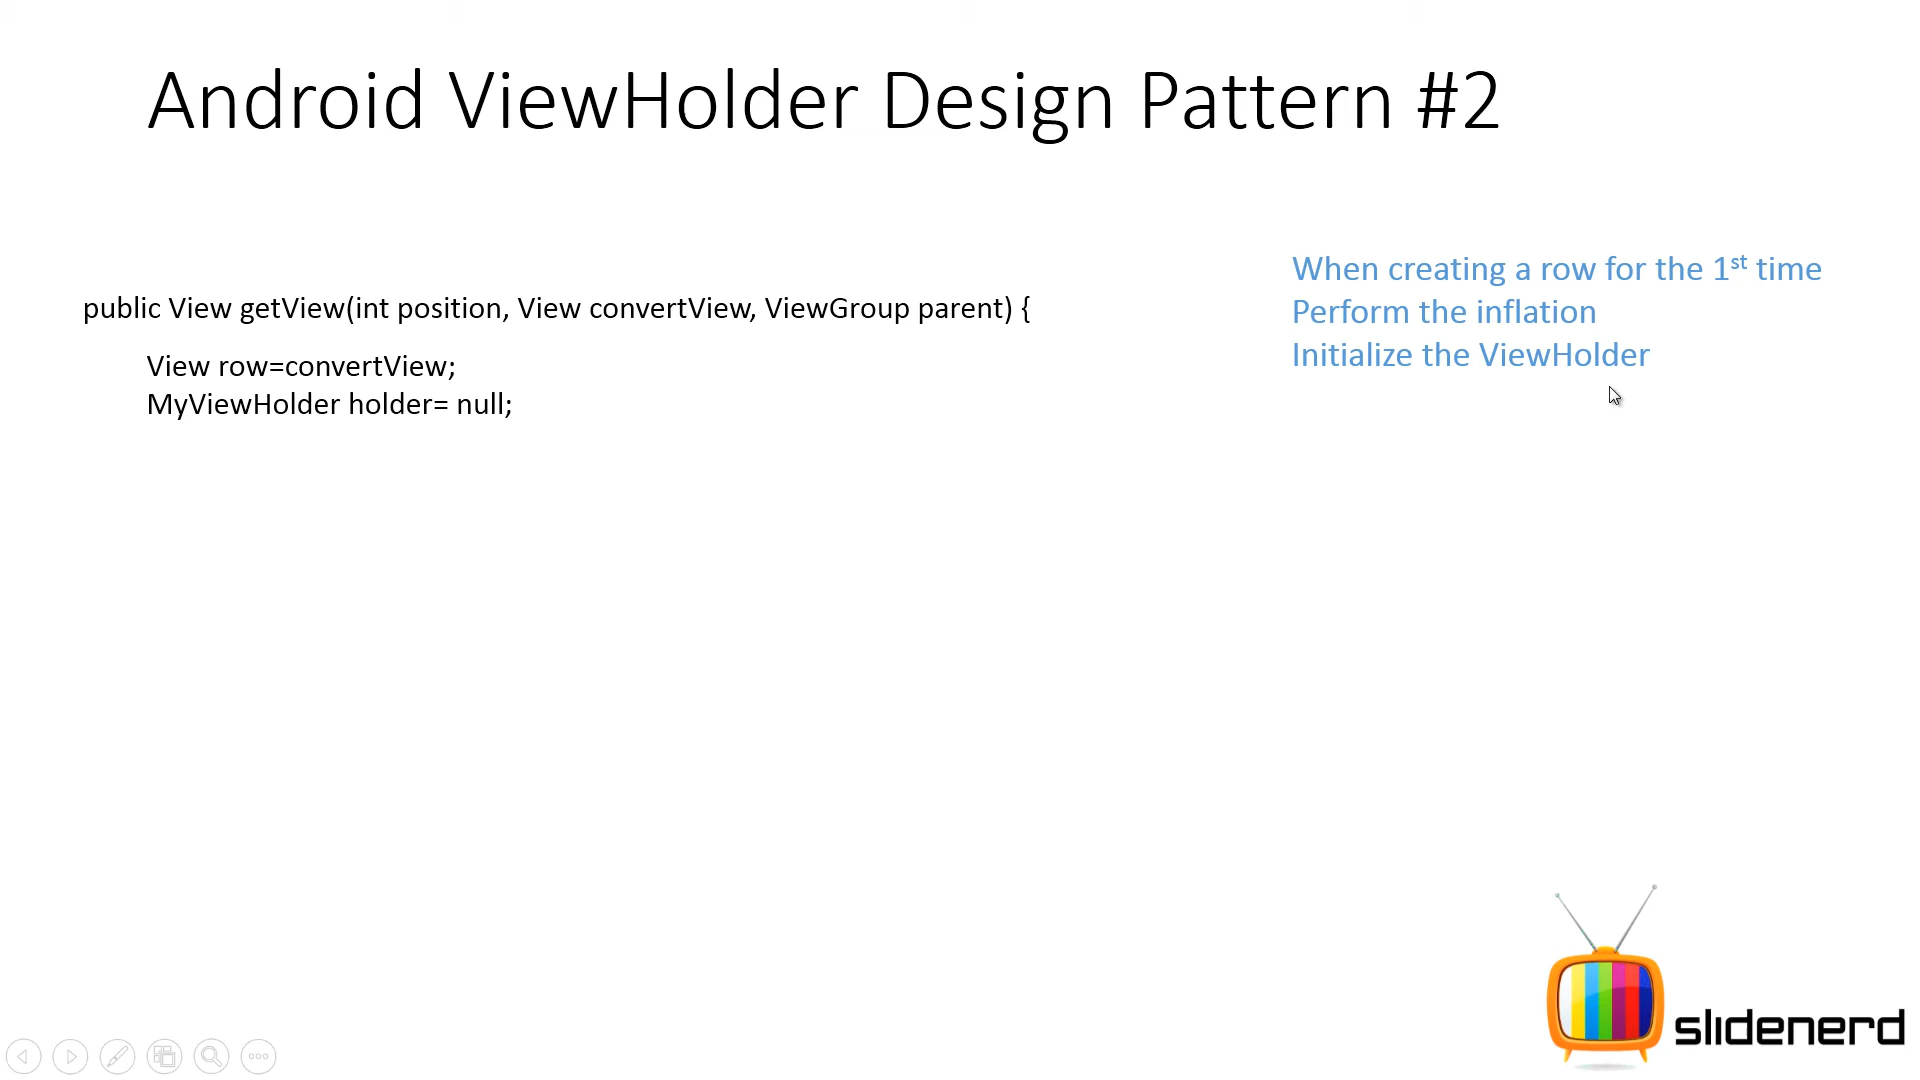 Android ViewHolder Design Pattern #2
When creating a row for the 1st time
Perform the inflation
Initialize the ViewHolder
public View getView(int position, View convertView, ViewGroup parent) {
View row=convertView;
MyViewHolder holder= null;
slidenerd